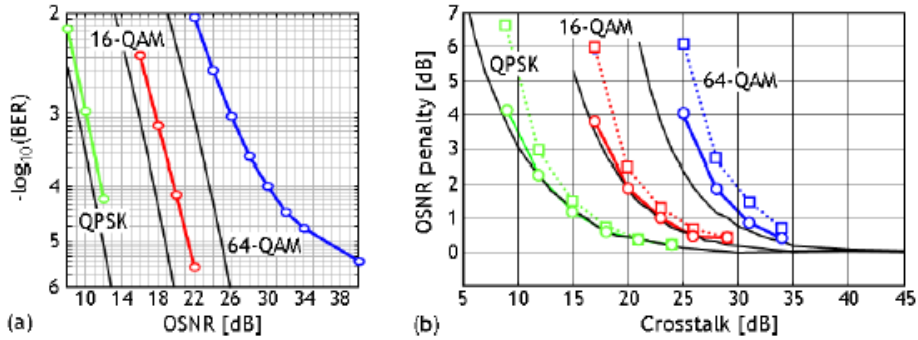 2
3
4
5
6
-log10(BER)
16-QAM
QPSK
64-QAM
10 14 18 22 26 30 34 38
OSNR [dB]
(a)
7
6
5
4
3
2
1
0
OSNR penalty [dB]
16-QAM
QPSK
64-QAM
5 10 15 20 25 30 35 40 45
Crosstalk [dB]
(b)